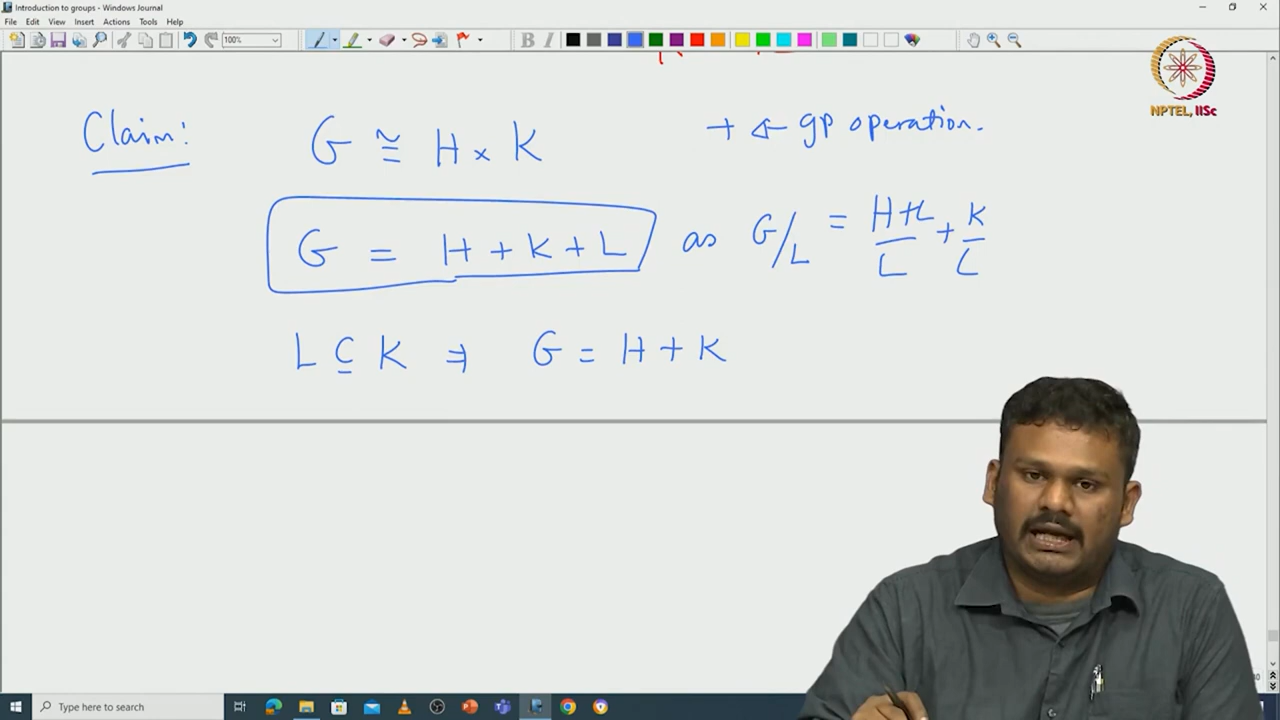 Introduction to groups - Windows Journal
File Edit View Insert Actions Tools Help
100%
B I
NPTEL, IISc
Claim: G ≅ H × K + ← gp operation.
G = H + K + L as G/L = (H+L)/L + K/L
L ⊆ K ⇒ G = H + K
Type here to search